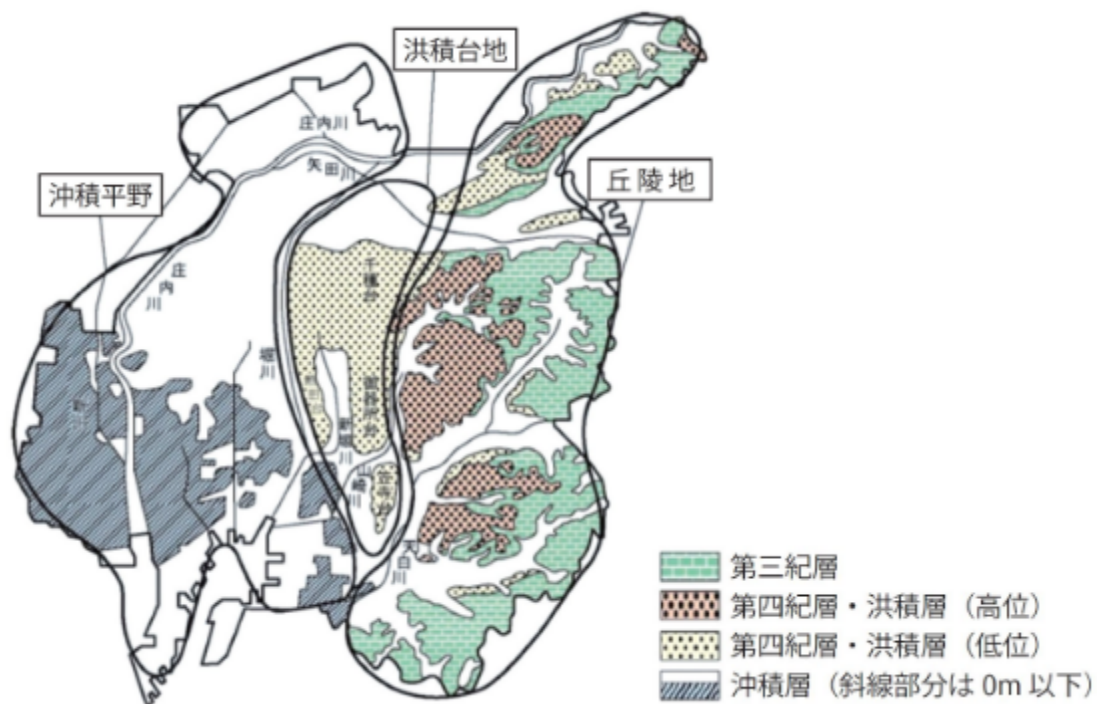 洪積台地
庄内川
矢田川
丘陵地
沖積平野
庄内川
千種台
堀川
山崎川
天白川
第三紀層
第四紀層・洪積層（高位）
第四紀層・洪積層（低位）
沖積層（斜線部分は 0m 以下）